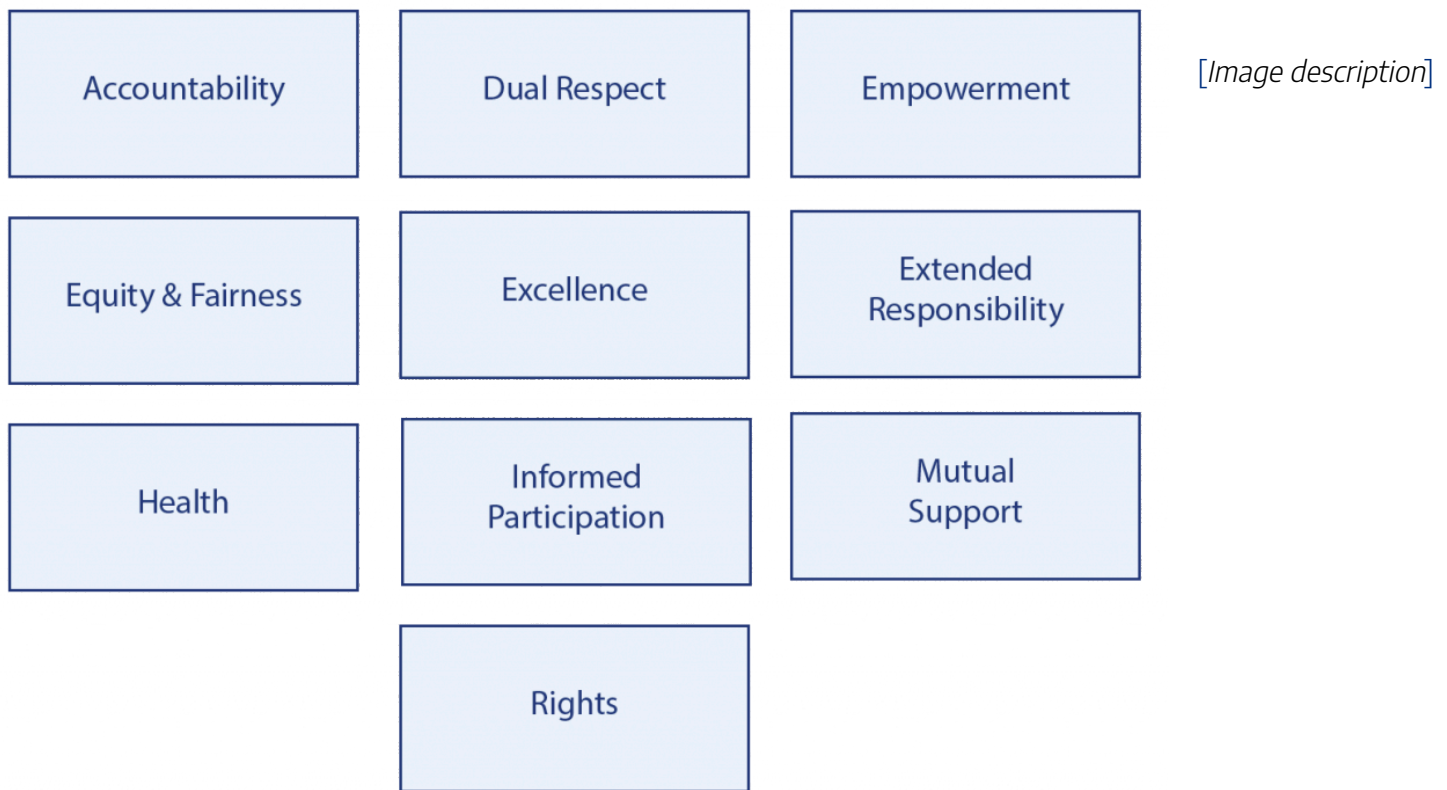 Accountability
Dual Respect
Empowerment
[Image description]
Equity & Fairness
Excellence
Extended
Responsibility
Health
Informed
Participation
Mutual
Support
Rights